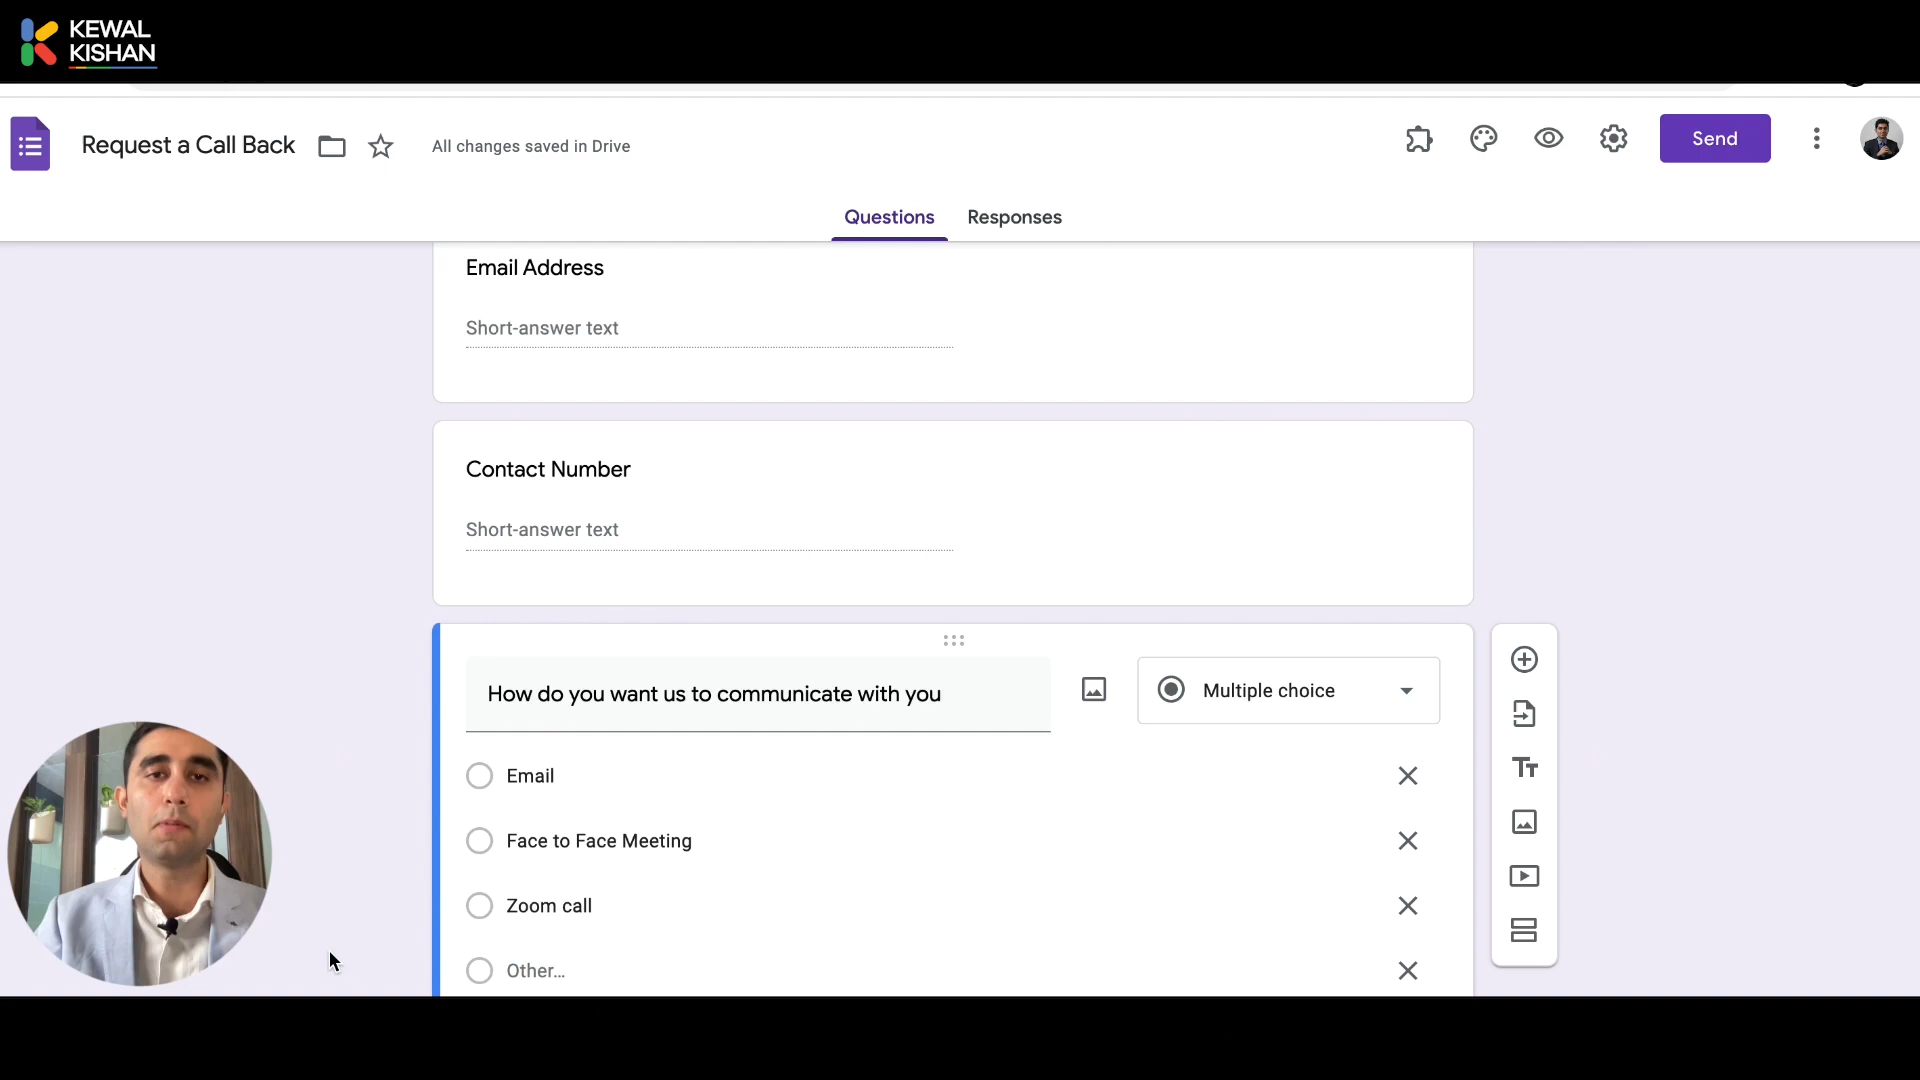 KEWAL
KISHAN
Request a Call Back
All changes saved in Drive
Send
Questions
Responses
Email Address
Short-answer text
Contact Number
Short-answer text
How do you want us to communicate with you
Multiple choice
Email
Face to Face Meeting
Zoom call
Other...